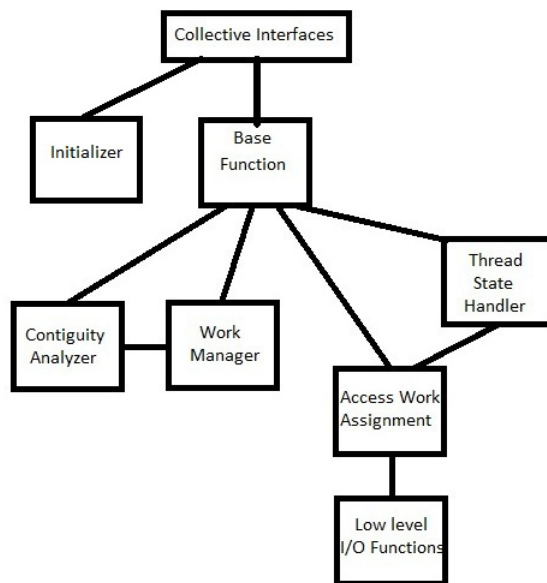 Collective Interfaces
Initializer
Base
Function
Thread
State
Handler
Contiguity
Analyzer
Work
Manager
Access Work
Assignment
Low level
I/O Functions